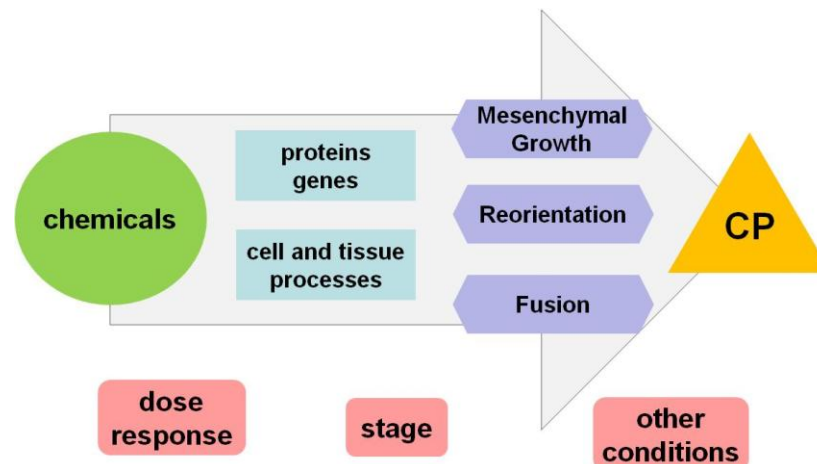 chemicals
proteins
genes
cell and tissue
processes
Mesenchymal
Growth
Reorientation
Fusion
CP
dose
response
stage
other
conditions